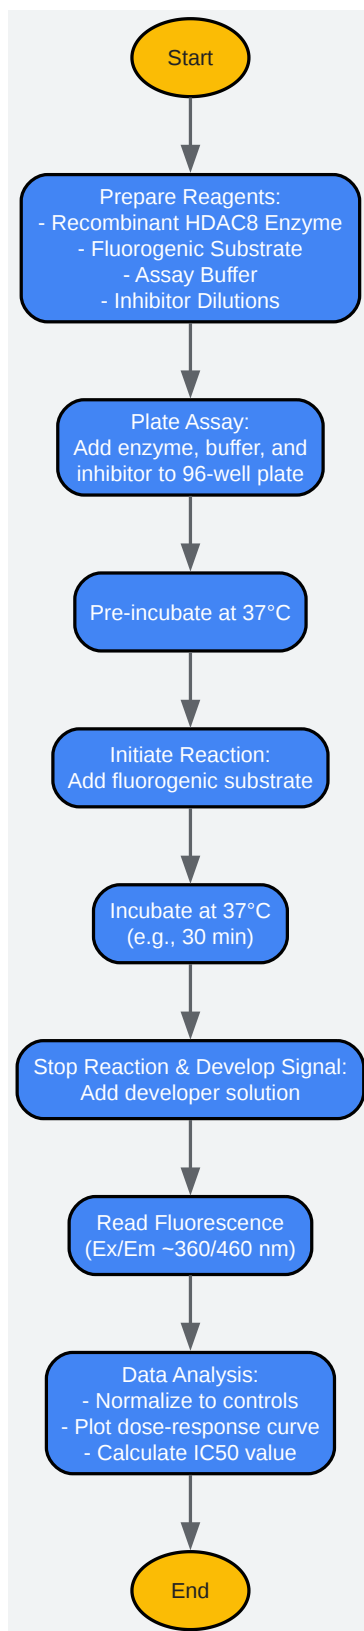 Start
Prepare Reagents:
- Recombinant HDAC8 Enzyme
- Fluorogenic Substrate
- Assay Buffer
- Inhibitor Dilutions
Plate Assay:
Add enzyme, buffer, and
inhibitor to 96-well plate
Pre-incubate at 37°C
Initiate Reaction:
Add fluorogenic substrate
Incubate at 37°C
(e.g., 30 min)
Stop Reaction & Develop Signal:
Add developer solution
Read Fluorescence
(Ex/Em ~360/460 nm)
Data Analysis:
- Normalize to controls
- Plot dose-response curve
- Calculate IC50 value
End